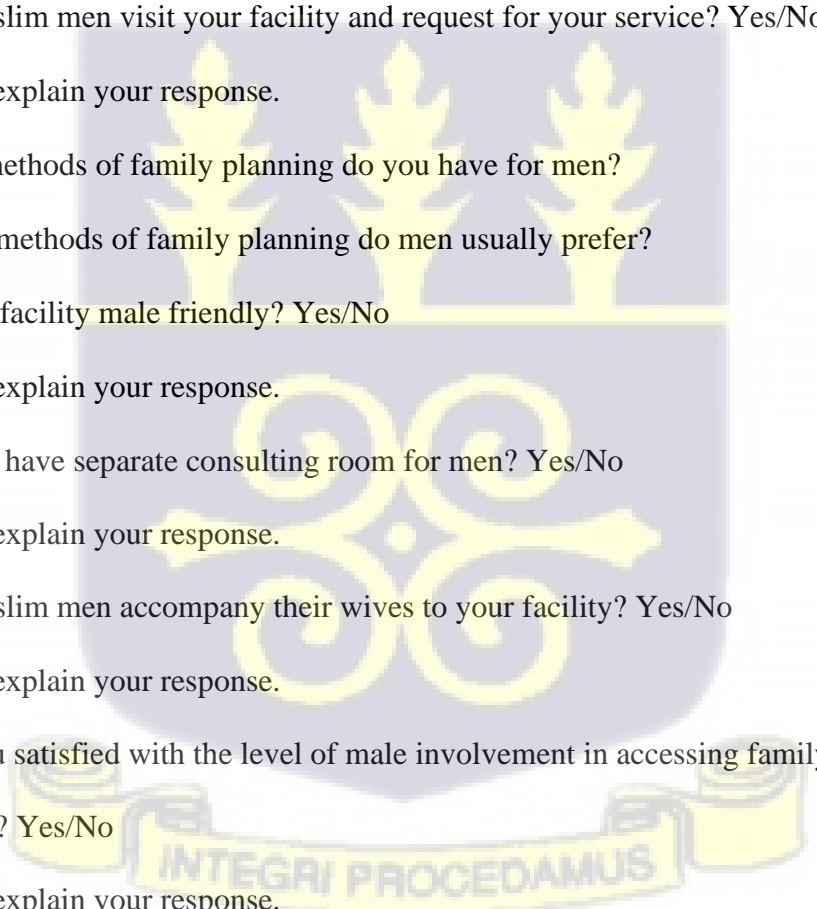 slim men visit your facility and request for your service? Yes/No
explain your response.
methods of family planning do you have for men?
methods of family planning do men usually prefer?
facility male friendly? Yes/No
explain your response.
have separate consulting room for men? Yes/No
explain your response.
slim men accompany their wives to your facility? Yes/No
explain your response.
satisfied with the level of male involvement in accessing family
? Yes/No
INTEGRI PROCEDAMUS
explain your response.